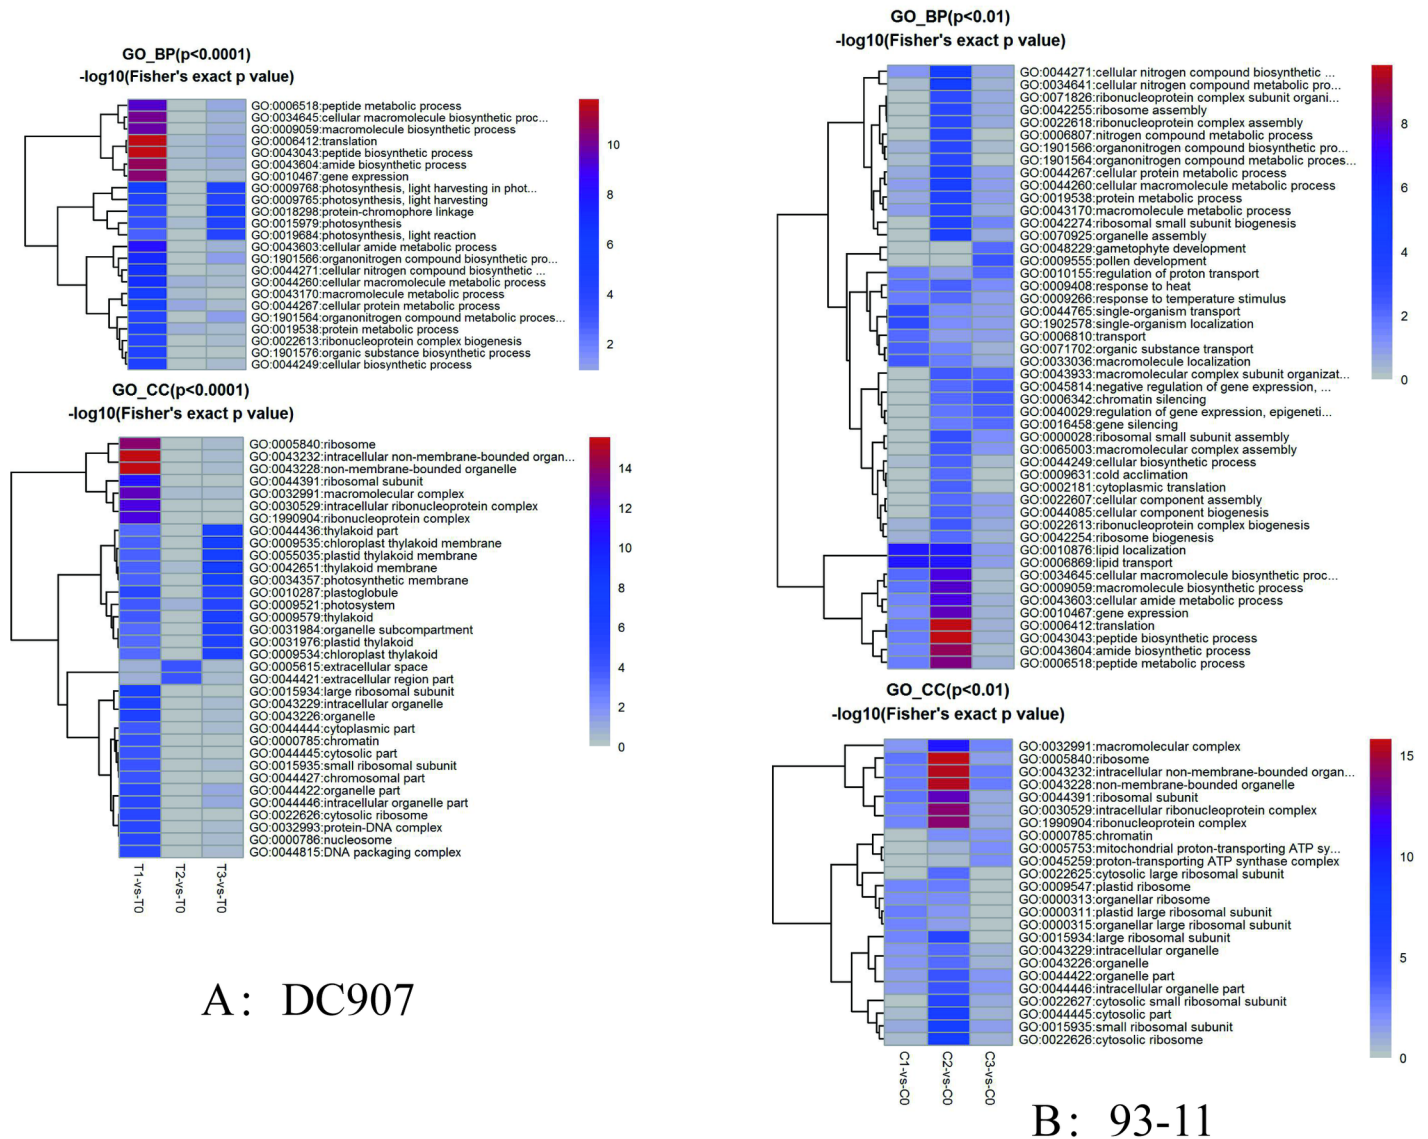 GO_BP(p<0.0001)
-log10(Fisher's exact p value)
GO:0006518:peptide metabolic process
GO:0034645:cellular macromolecule biosynthetic proc...
GO:0009059:macromolecule biosynthetic process
GO:0006412:translation
GO:0043043:peptide biosynthetic process
GO:0043604:amide biosynthetic process
GO:0010467:gene expression
GO:0009768:photosynthesis, light harvesting in phot...
GO:0009765:photosynthesis, light harvesting
GO:0018298:protein-chromophore linkage
GO:0015979:photosynthesis
GO:0019684:photosynthesis, light reaction
GO:0043603:cellular amide metabolic process
GO:1901566:organonitrogen compound biosynthetic pro...
GO:0044271:cellular nitrogen compound biosynthetic ...
GO:0044260:cellular macromolecule metabolic process
GO:0043170:macromolecule metabolic process
GO:0044267:cellular protein metabolic process
GO:1901564:organonitrogen compound metabolic proces...
GO:0019538:protein metabolic process
GO:0022613:ribonucleoprotein complex biogenesis
GO:1901576:organic substance biosynthetic process
GO:0044249:cellular biosynthetic process
10
8
6
4
2
GO_CC(p<0.0001)
-log10(Fisher's exact p value)
GO:0005840:ribosome
GO:0043232:intracellular non-membrane-bounded organ...
GO:0043228:non-membrane-bounded organelle
GO:0044391:ribosomal subunit
GO:0032991:macromolecular complex
GO:0030529:intracellular ribonucleoprotein complex
GO:1990904:ribonucleoprotein complex
GO:0044436:thylakoid part
GO:0009535:chloroplast thylakoid membrane
GO:0055035:plastid thylakoid membrane
GO:0042651:thylakoid membrane
GO:0034357:photosynthetic membrane
GO:0010287:plastoglobule
GO:0009521:photosystem
GO:0009579:thylakoid
GO:0031984:organelle subcompartment
GO:0031976:plastid thylakoid
GO:0009534:chloroplast thylakoid
GO:0005615:extracellular space
GO:0044421:extracellular region part
GO:0015934:large ribosomal subunit
GO:0043229:intracellular organelle
GO:0043226:organelle
GO:0044444:cytoplasmic part
GO:0000785:chromatin
GO:0044445:cytosolic part
GO:0015935:small ribosomal subunit
GO:0044427:chromosomal part
GO:0044422:organelle part
GO:0044446:intracellular organelle part
GO:0022626:cytosolic ribosome
GO:0032993:protein-DNA complex
GO:0000786:nucleosome
GO:0044815:DNA packaging complex
14
12
10
8
6
4
2
0
T1-vs-T0
T2-vs-T0
T3-vs-T0
A: DC907
GO_BP(p<0.01)
-log10(Fisher's exact p value)
GO:0044271:cellular nitrogen compound biosynthetic ...
GO:0034641:cellular nitrogen compound metabolic pro...
GO:0071826:ribonucleoprotein complex subunit organi...
GO:0042255:ribosome assembly
GO:0022618:ribonucleoprotein complex assembly
GO:0006807:nitrogen compound metabolic process
GO:1901566:organonitrogen compound biosynthetic pro...
GO:1901564:organonitrogen compound metabolic proces...
GO:0044267:cellular protein metabolic process
GO:0044260:cellular macromolecule metabolic process
GO:0019538:protein metabolic process
GO:0043170:macromolecule metabolic process
GO:0042274:ribosomal small subunit biogenesis
GO:0070925:organelle assembly
GO:0048229:gametophyte development
GO:0009555:pollen development
GO:0010155:regulation of proton transport
GO:0009408:response to heat
GO:0009266:response to temperature stimulus
GO:0044765:single-organism transport
GO:1902578:single-organism localization
GO:0006810:transport
GO:0071702:organic substance transport
GO:0033036:macromolecule localization
GO:0043933:macromolecular complex subunit organizat...
GO:0045814:negative regulation of gene expression, ...
GO:0006342:chromatin silencing
GO:0040029:regulation of gene expression, epigeneti...
GO:0016458:gene silencing
GO:0000028:ribosomal small subunit assembly
GO:0065003:macromolecular complex assembly
GO:0044249:cellular biosynthetic process
GO:0009631:cold acclimation
GO:0002181:cytoplasmic translation
GO:0022607:cellular component assembly
GO:0044085:cellular component biogenesis
GO:0022613:ribonucleoprotein complex biogenesis
GO:0042254:ribosome biogenesis
GO:0010876:lipid localization
GO:0006869:lipid transport
GO:0034645:cellular macromolecule biosynthetic proc...
GO:0009059:macromolecule biosynthetic process
GO:0043603:cellular amide metabolic process
GO:0010467:gene expression
GO:0006412:translation
GO:0043043:peptide biosynthetic process
GO:0043604:amide biosynthetic process
GO:0006518:peptide metabolic process
8
6
4
2
0
GO_CC(p<0.01)
-log10(Fisher's exact p value)
GO:0032991:macromolecular complex
GO:0005840:ribosome
GO:0043232:intracellular non-membrane-bounded organ...
GO:0043228:non-membrane-bounded organelle
GO:0044391:ribosomal subunit
GO:0030529:intracellular ribonucleoprotein complex
GO:1990904:ribonucleoprotein complex
GO:0000785:chromatin
GO:0005753:mitochondrial proton-transporting ATP sy...
GO:0045259:proton-transporting ATP synthase complex
GO:0022625:cytosolic large ribosomal subunit
GO:0009547:plastid ribosome
GO:0000313:organellar ribosome
GO:0000311:plastid large ribosomal subunit
GO:0000315:organellar large ribosomal subunit
GO:0015934:large ribosomal subunit
GO:0043229:intracellular organelle
GO:0043226:organelle
GO:0044422:organelle part
GO:0044446:intracellular organelle part
GO:0022627:cytosolic small ribosomal subunit
GO:0044445:cytosolic part
GO:0015935:small ribosomal subunit
GO:0022626:cytosolic ribosome
15
10
5
0
C1-vs-C0
C2-vs-C0
C3-vs-C0
B: 93-11